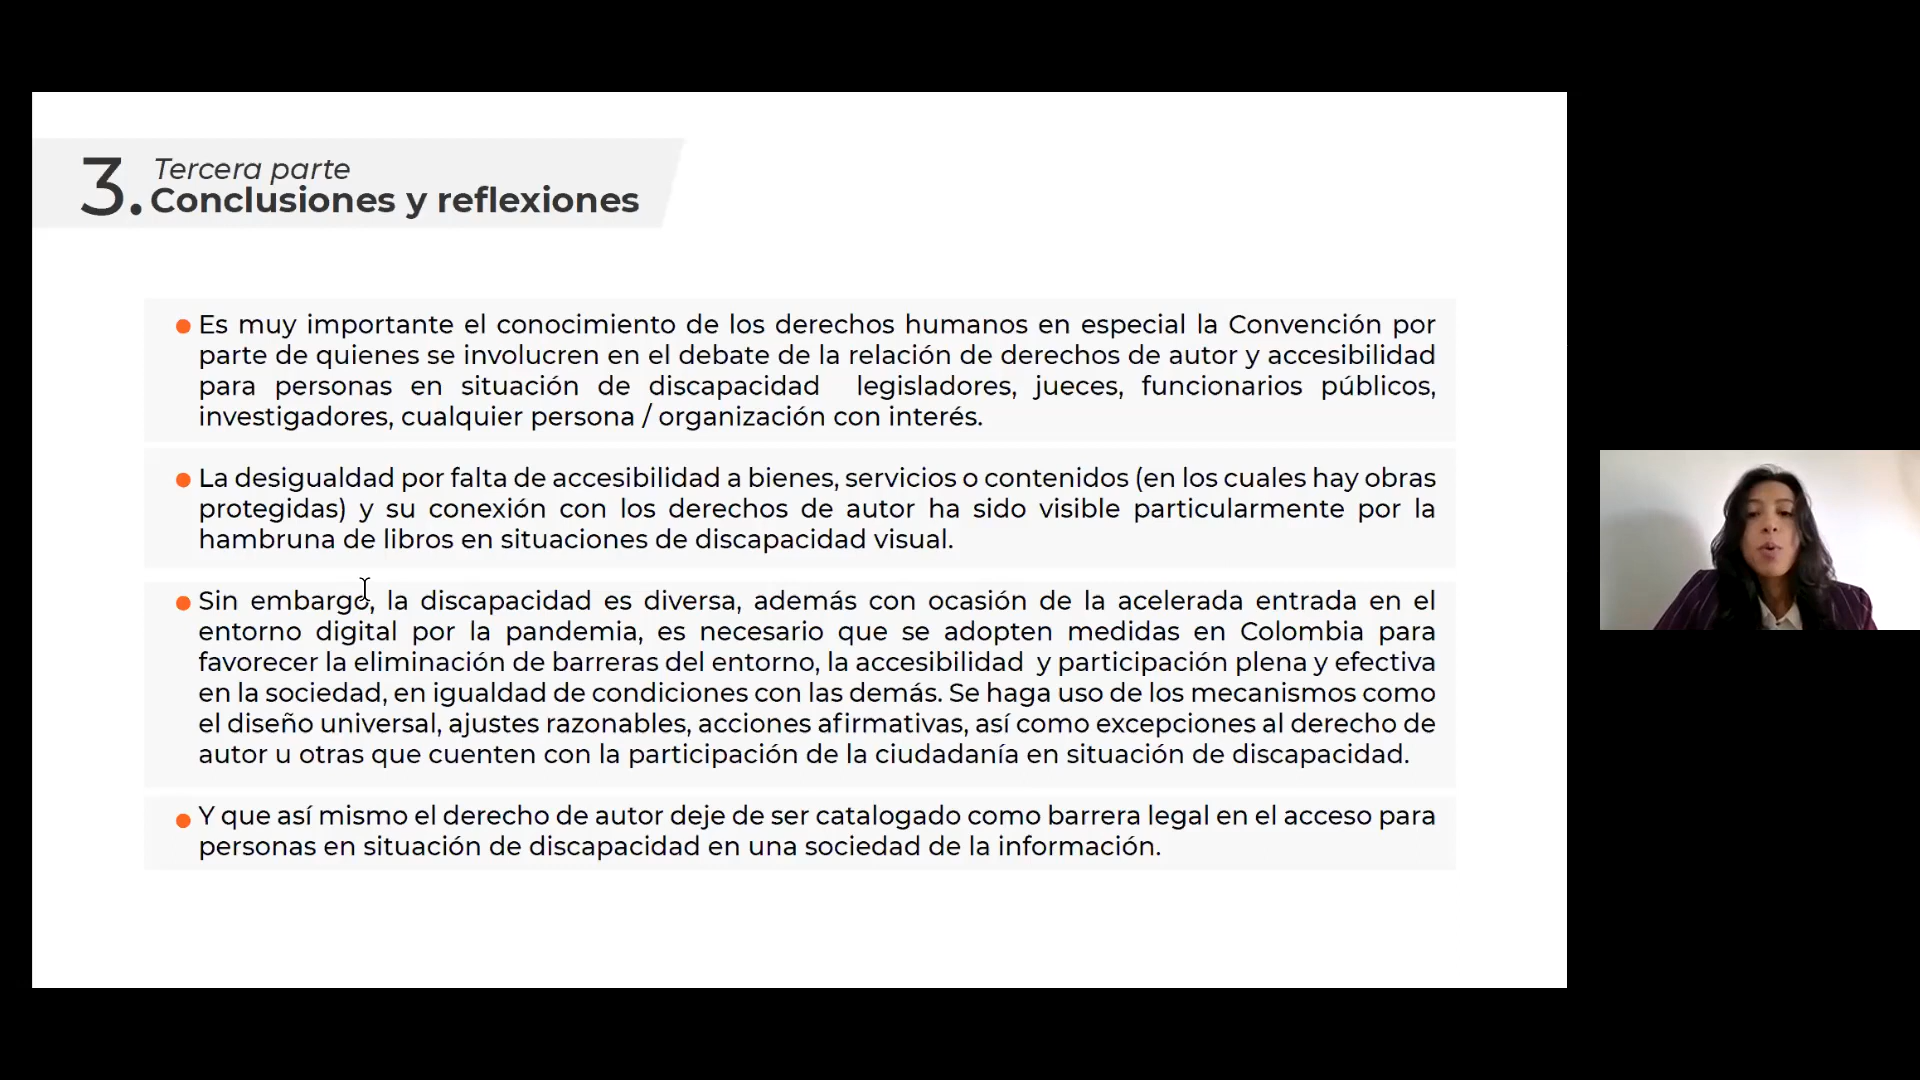 3. Tercera parte
Conclusiones y reflexiones
Es muy importante el conocimiento de los derechos humanos en especial la Convención por
parte de quienes se involucren en el debate de la relación de derechos de autor y accesibilidad
para personas en situación de discapacidad legisladores, jueces, funcionarios públicos,
investigadores, cualquier persona / organización con interés.
La desigualdad por falta de accesibilidad a bienes, servicios o contenidos (en los cuales hay obras
protegidas) y su conexión con los derechos de autor ha sido visible particularmente por la
hambruna de libros en situaciones de discapacidad visual.
Sin embargo, la discapacidad es diversa, además con ocasión de la acelerada entrada en el
entorno digital por la pandemia, es necesario que se adopten medidas en Colombia para
favorecer la eliminación de barreras del entorno, la accesibilidad y participación plena y efectiva
en la sociedad, en igualdad de condiciones con las demás. Se haga uso de los mecanismos como
el diseño universal, ajustes razonables, acciones afirmativas, así como excepciones al derecho de
autor u otras que cuenten con la participación de la ciudadanía en situación de discapacidad.
Y que así mismo el derecho de autor deje de ser catalogado como barrera legal en el acceso para
personas en situación de discapacidad en una sociedad de la información.